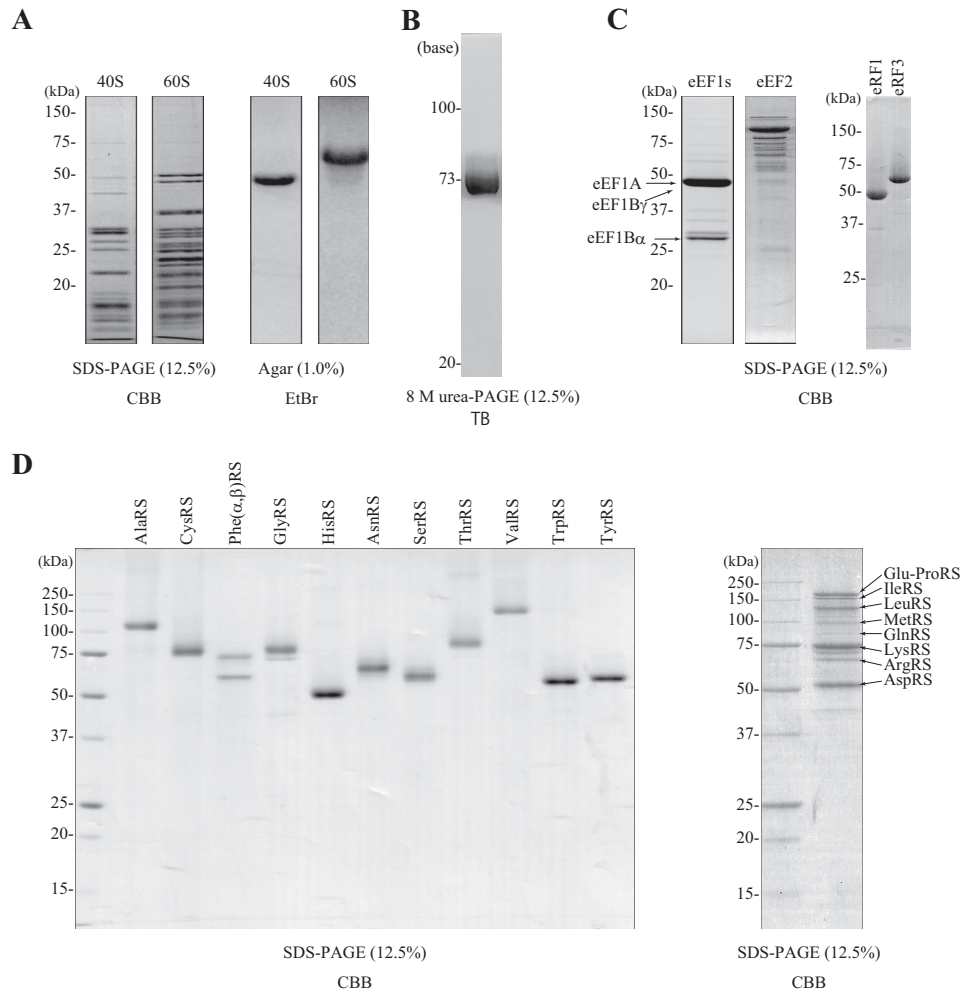 A
(kDa)
40S
60S
150-
75-
50-
37-
25-
20-
SDS-PAGE (12.5%)
CBB
40S
60S
Agar (1.0%)
EtBr
B
(base)
100-
73-
20-
8 M urea-PAGE (12.5%)
TB
C
(kDa)
eEF1s
eEF2
150-
75-
50-
37-
25-
20-
eEF1A
eEF1Bγ
eEF1Bα
(kDa)
eRF1
eRF3
150-
75-
50-
37-
25-
SDS-PAGE (12.5%)
CBB
D
(kDa)
AlaRS
CysRS
Phe(α,β)RS
GlyRS
HisRS
AsnRS
SerRS
ThrRS
ValRS
TrpRS
TyrRS
250-
150-
100-
75-
50-
37-
25-
20-
15-
SDS-PAGE (12.5%)
CBB
(kDa)
250-
150-
100-
75-
50-
37-
25-
20-
15-
Glu-ProRS
IleRS
LeuRS
MetRS
GlnRS
LysRS
ArgRS
AspRS
SDS-PAGE (12.5%)
CBB